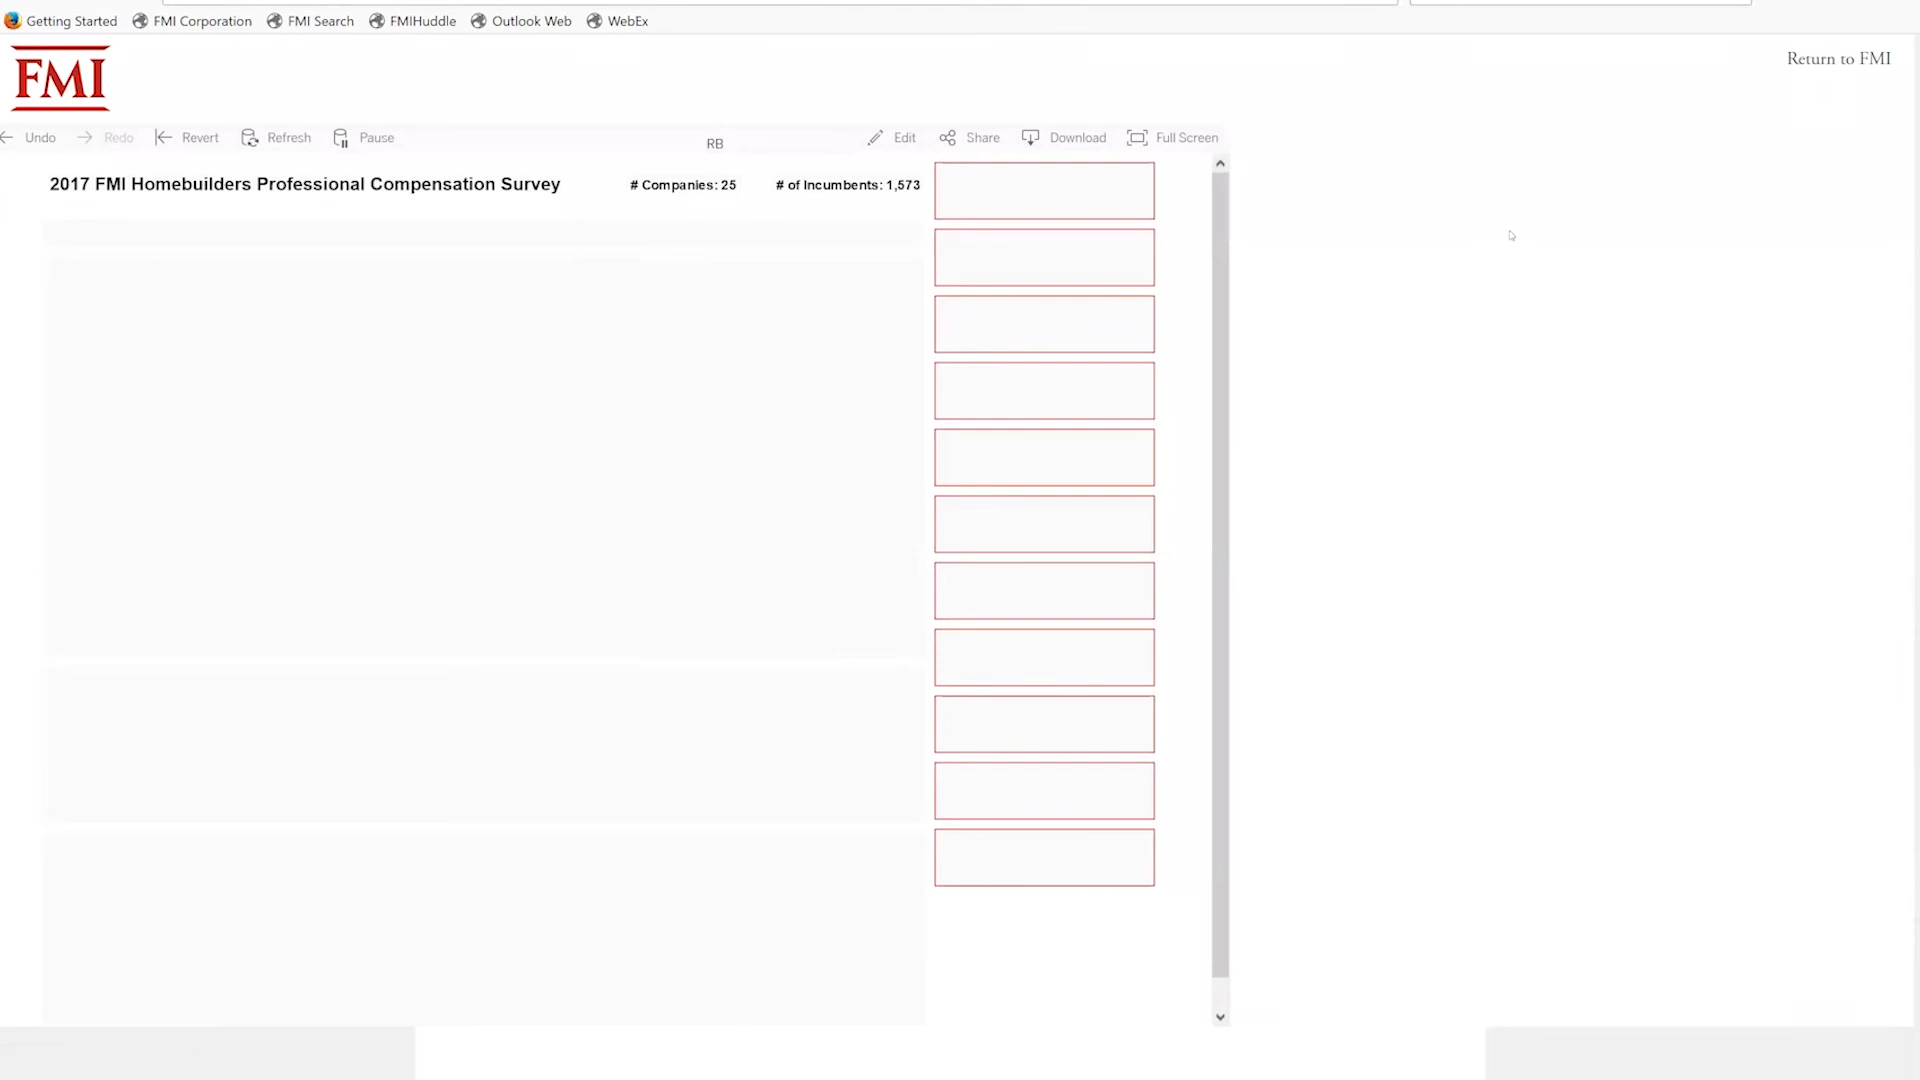 Getting Started FMI Corporation FMI Search FMIHuddle Outlook Web WebEx
FMI
Return to FMI
Undo Redo Revert Refresh Pause RB Edit Share Download Full Screen
2017 FMI Homebuilders Professional Compensation Survey # Companies: 25 # of Incumbents: 1,573